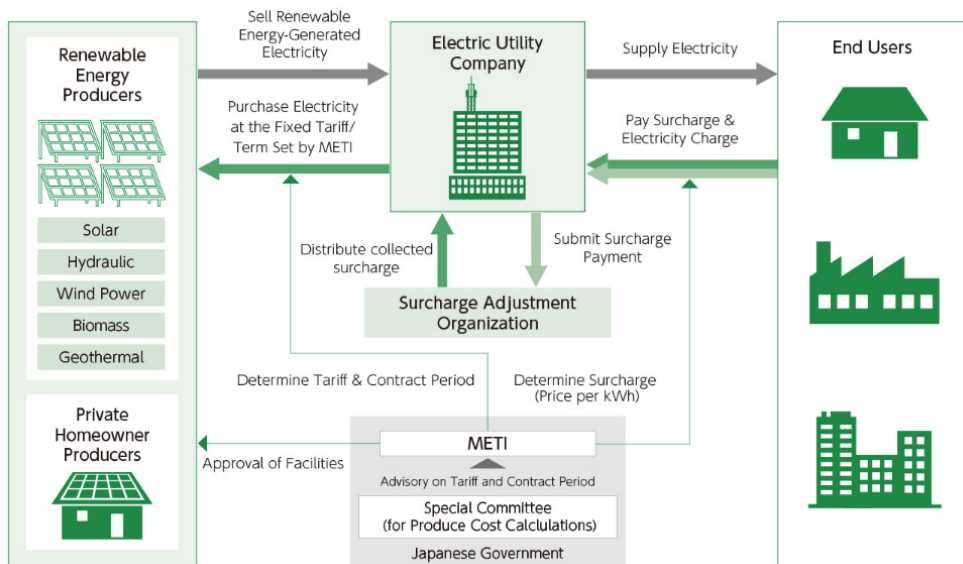 Renewable
Energy
Producers
Solar
Hydraulic
Wind Power
Biomass
Geothermal
Private
Homeowner
Producers
Sell Renewable
Energy-Generated
Electricity
Purchase Electricity
at the Fixed Tariff/
Term Set by METI
Electric Utility
Company
Supply Electricity
Pay Surcharge &
Electricity Charge
End Users
Distribute collected
surcharge
Submit Surcharge
Payment
Surcharge Adjustment
Organization
Determine Tariff & Contract Period
Determine Surcharge
(Price per kWh)
Approval of Facilities
METI
Advisory on Tariff and Contract Period
Special Committee
(for Produce Cost Calculations)
Japanese Government